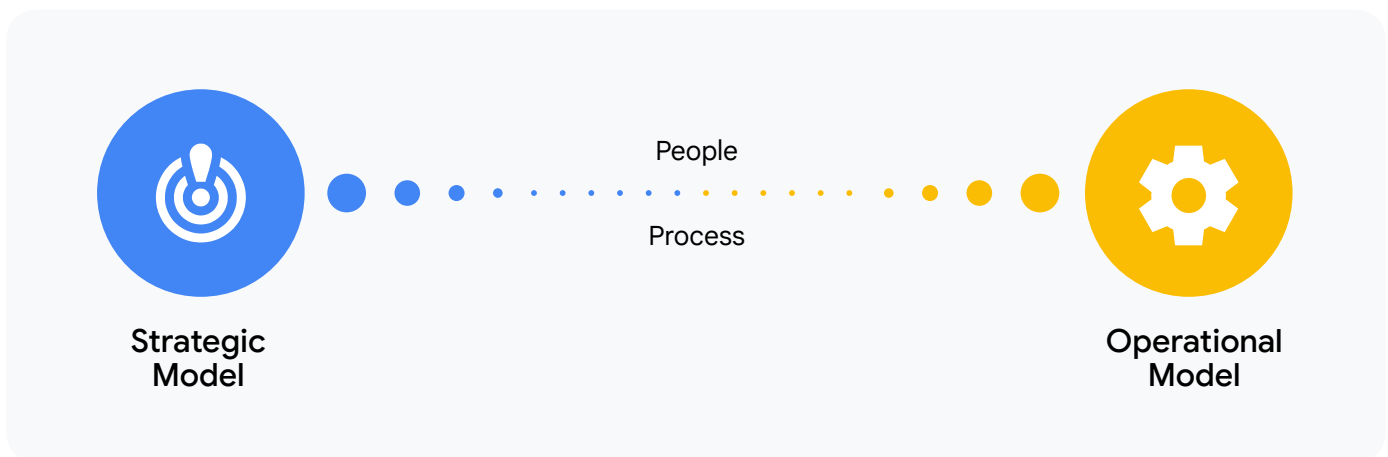 People
Process
Strategic
Model
Operational
Model